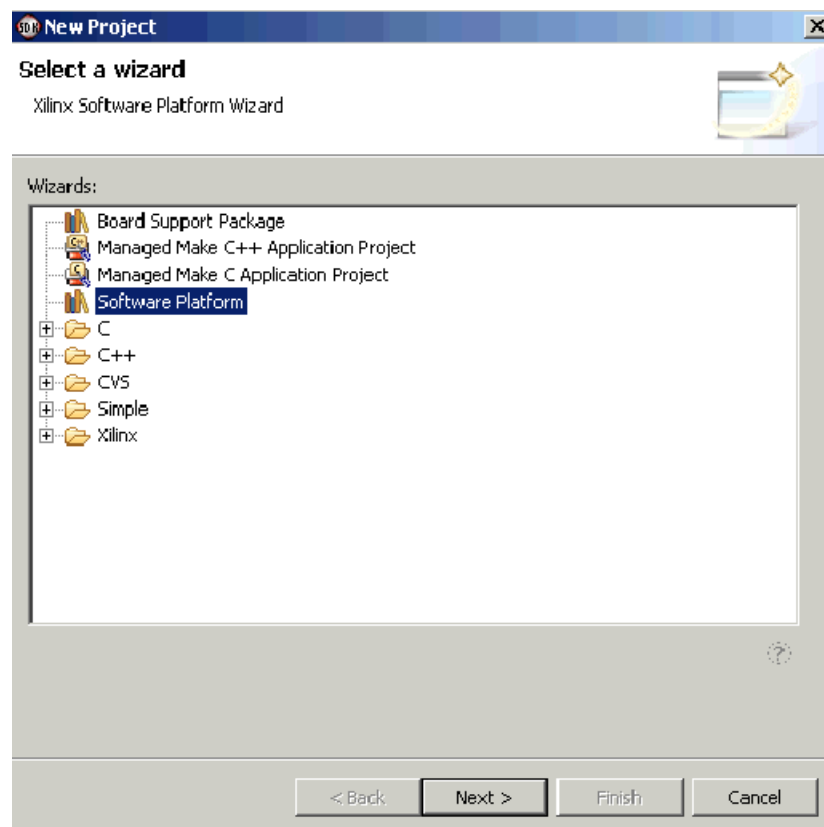 SDK New Project
Select a wizard
Xilinx Software Platform Wizard
Wizards:
Board Support Package
Managed Make C++ Application Project
Managed Make C Application Project
Software Platform
C
C++
CVS
Simple
Xilinx
?
< Back Next > Finish Cancel